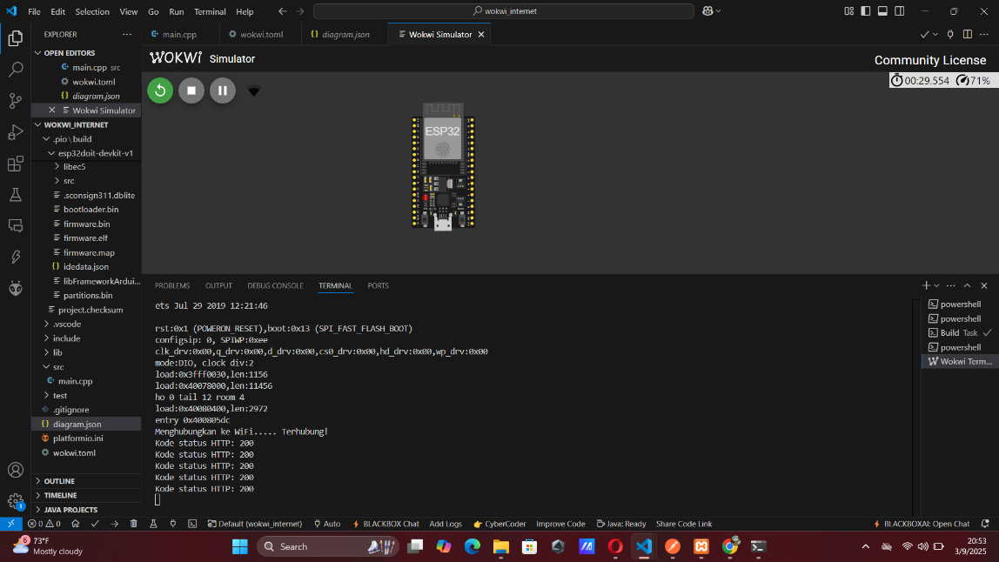 File Edit Selection View Go Run Terminal Help
wokwi_internet
EXPLORER
OPEN EDITORS
main.cpp src
wokwi.toml
diagram.json
Wokwi Simulator
WOKWI_INTERNET
.pio \ build
esp32doit-devkit-v1
libec5
src
.sconsign311.dblite
bootloader.bin
firmware.bin
firmware.elf
firmware.map
idedata.json
libFrameworkArdui...
partitions.bin
project.checksum
.vscode
include
lib
src
main.cpp
test
.gitignore
diagram.json
platformio.ini
wokwi.toml
OUTLINE
TIMELINE
JAVA PROJECTS
main.cpp
wokwi.toml
diagram.json
Wokwi Simulator
WOKWI Simulator
Community License
00:29.554 71%
ESP32
PROBLEMS OUTPUT DEBUG CONSOLE TERMINAL PORTS
ets Jul 29 2019 12:21:46
rst:0x1 (POWERON_RESET),boot:0x13 (SPI_FAST_FLASH_BOOT)
configsip: 0, SPIWP:0xee
clk_drv:0x00,q_drv:0x00,d_drv:0x00,cs0_drv:0x00,hd_drv:0x00,wp_drv:0x00
mode:DIO, clock div:2
load:0x3fff0030,len:1156
load:0x40078000,len:11456
ho 0 tail 12 room 4
load:0x40080400,len:2972
entry 0x400805dc
Menghubungkan ke WiFi..... Terhubung!
Kode status HTTP: 200
Kode status HTTP: 200
Kode status HTTP: 200
Kode status HTTP: 200
Kode status HTTP: 200
powershell
powershell
Build Task
powershell
Wokwi Term...
1
0 0 Default (wokwi_internet) Auto BLACKBOX Chat Add Logs CyberCoder Improve Code Java: Ready Share Code Link BLACKBOXAI: Open Chat
6
73°F
Mostly cloudy
Search
20:53
3/9/2025